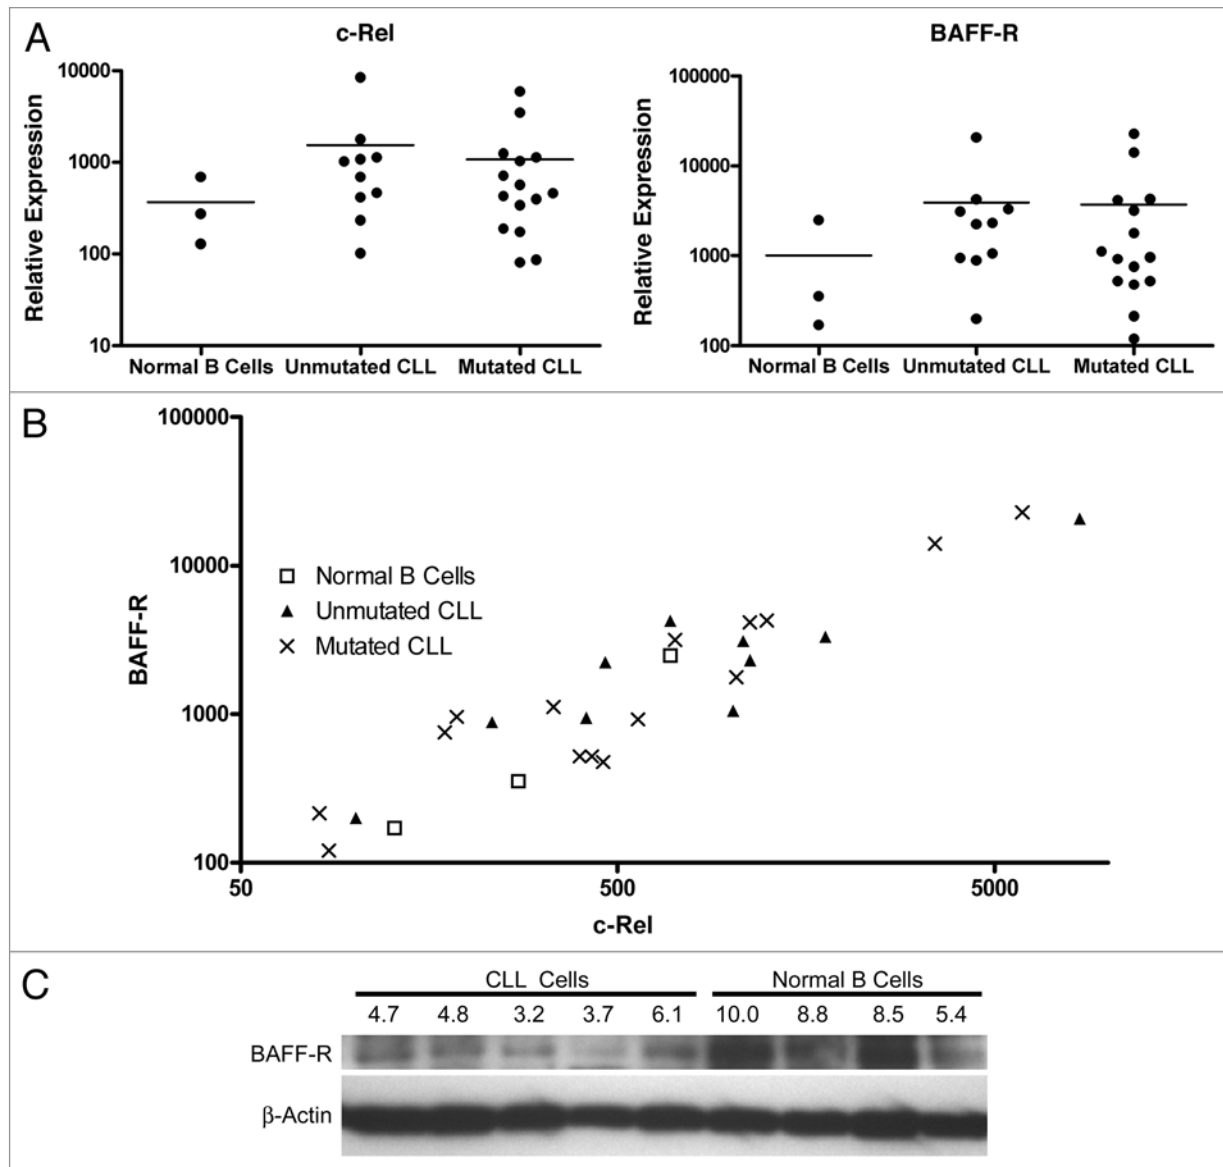 A
c-Rel
BAFF-R
Relative Expression
10000
1000
100
10
Normal B Cells
Unmutated CLL
Mutated CLL
Relative Expression
100000
10000
1000
100
Normal B Cells
Unmutated CLL
Mutated CLL
B
BAFF-R
100000
10000
1000
100
Normal B Cells
Unmutated CLL
Mutated CLL
50
500
5000
c-Rel
C
CLL Cells
Normal B Cells
4.7 4.8 3.2 3.7 6.1 10.0 8.8 8.5 5.4
BAFF-R
β-Actin